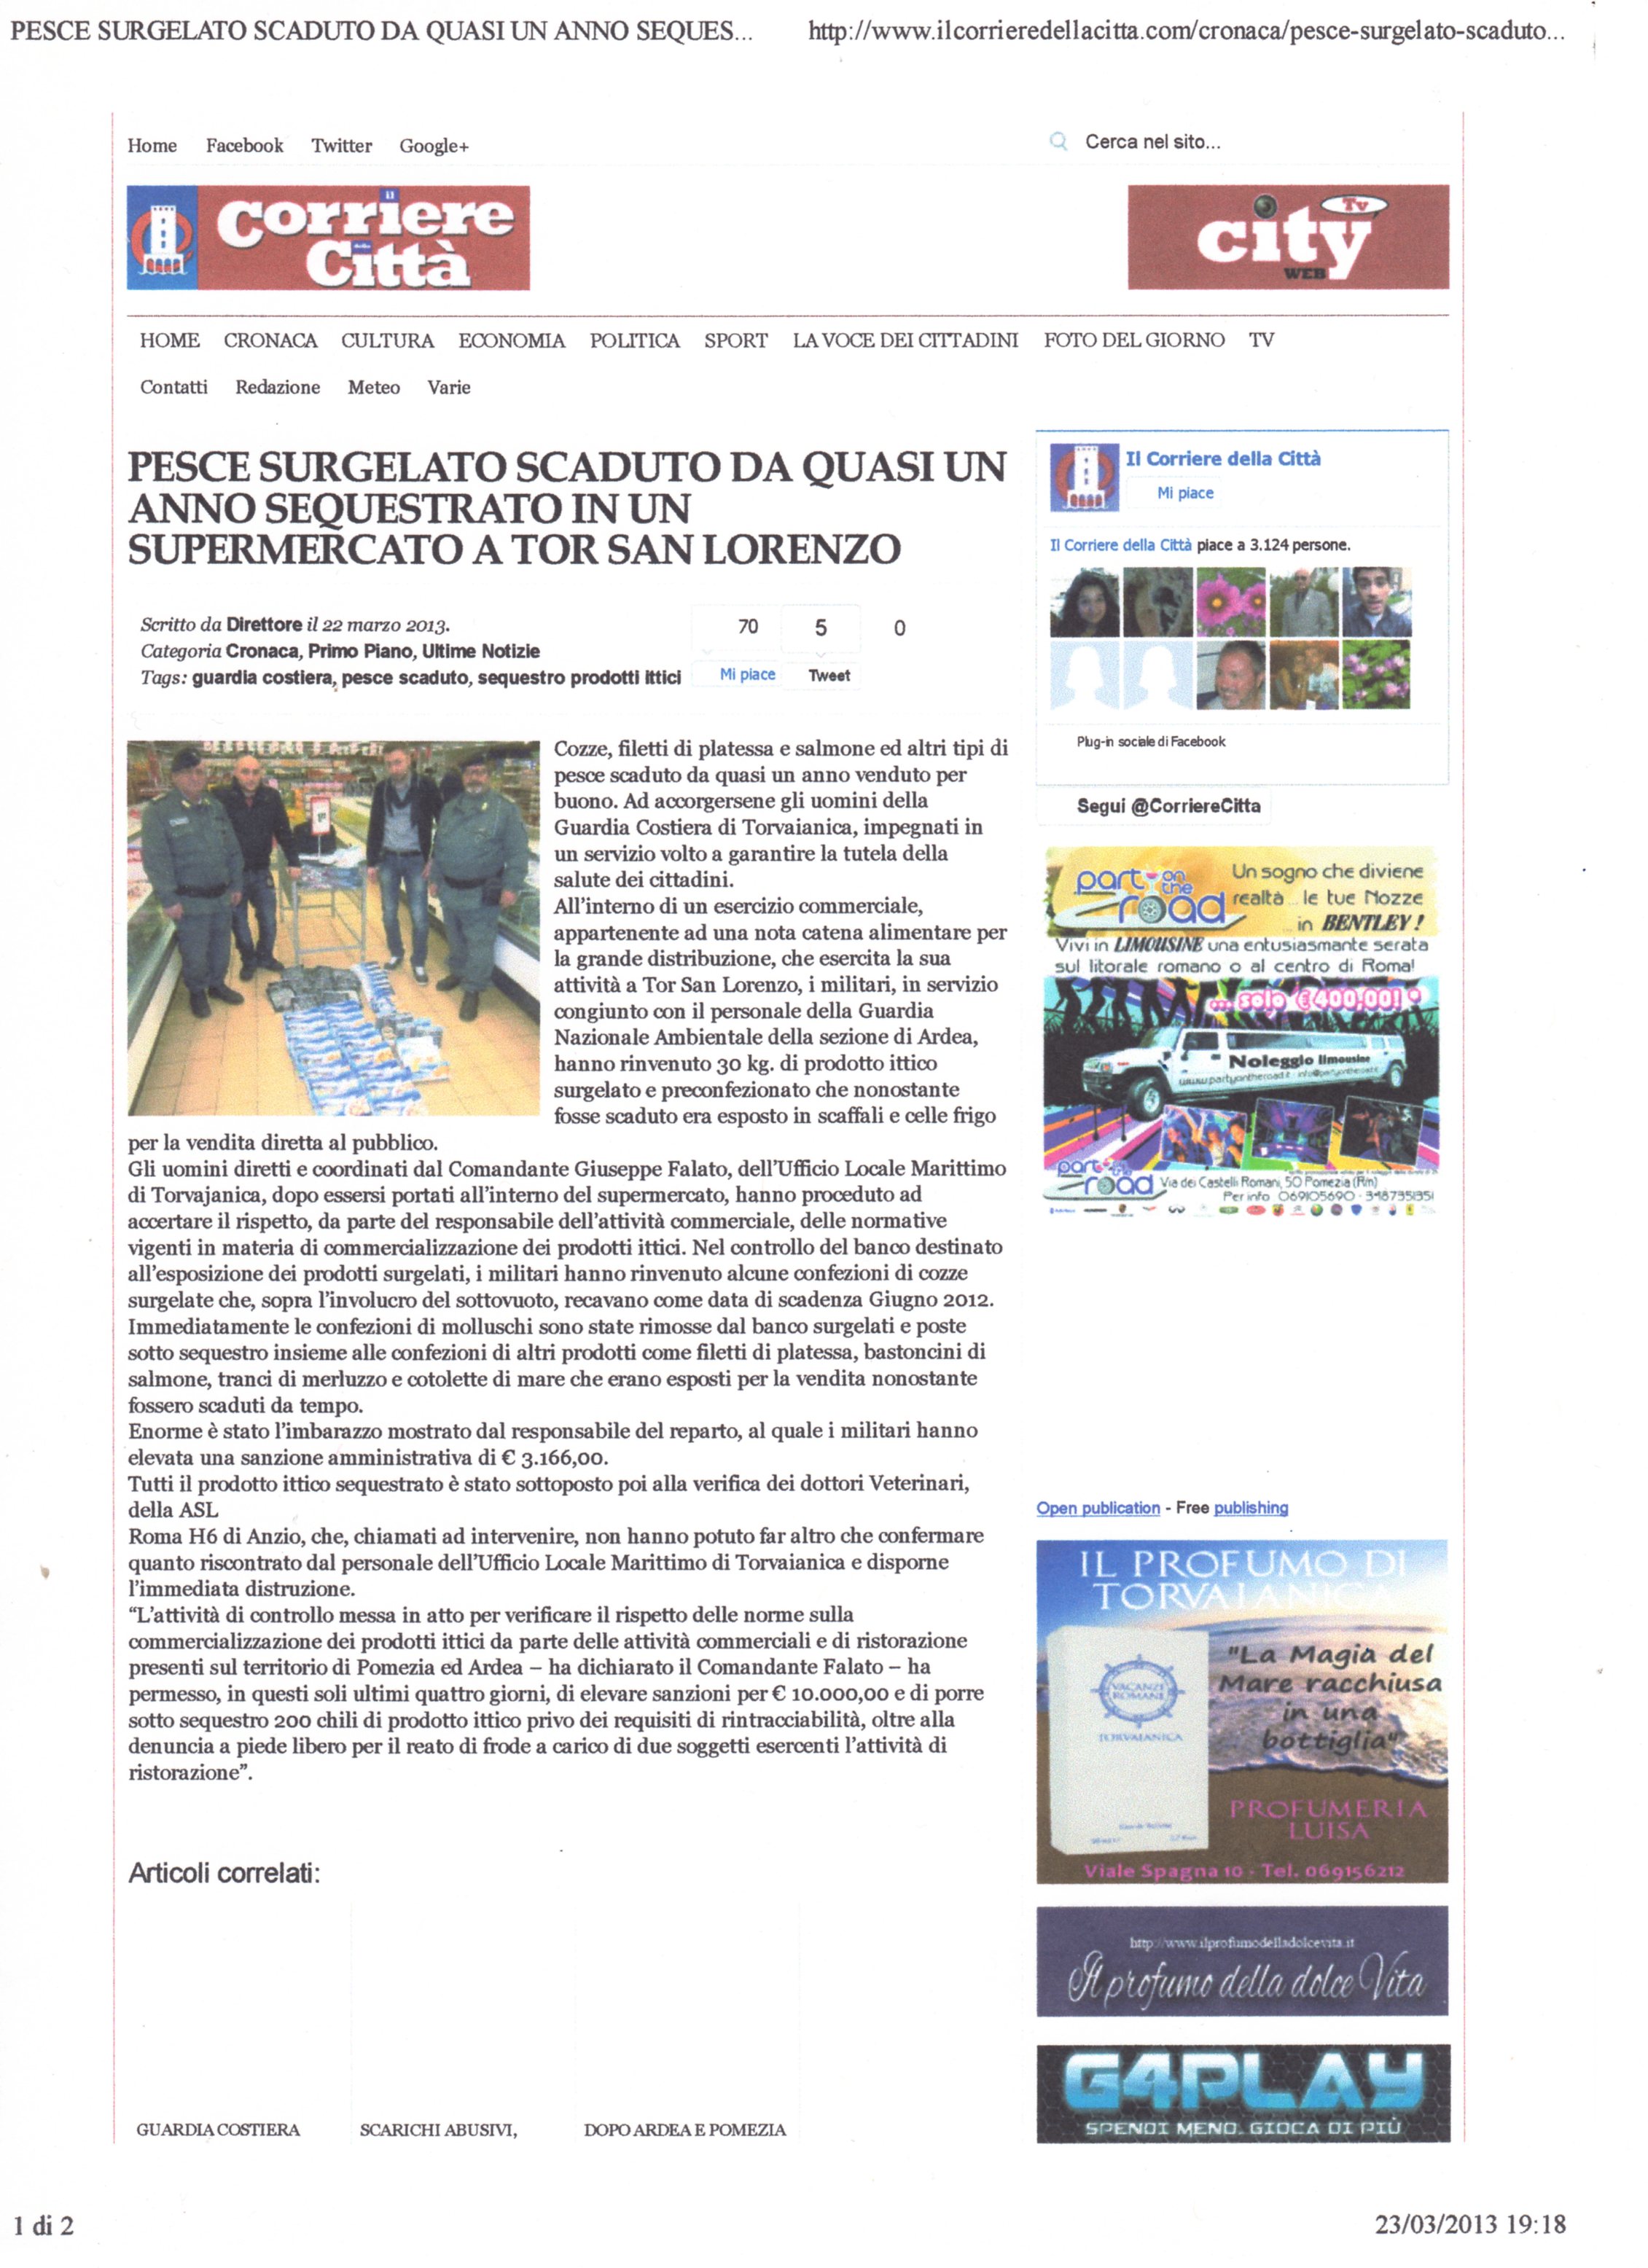 PESCE SURGELATO SCADUTO DA QUASI UN ANNO SEQUES...
http://www.ilcorrieredellacitta.com/cronaca/pesce-surgelato-scaduto...
Home Facebook Twitter Google+
Cerca nel sito...
il
Corriere
della
Città
Tv
city
WEB
HOME CRONACA CULTURA ECONOMIA POLITICA SPORT LA VOCE DEI CITTADINI FOTO DEL GIORNO TV
Contatti Redazione Meteo Varie
PESCE SURGELATO SCADUTO DA QUASI UN
ANNO SEQUESTRATO IN UN
SUPERMERCATO A TOR SAN LORENZO
Scritto da Direttore il 22 marzo 2013.
Categoria Cronaca, Primo Piano, Ultime Notizie
Tags: guardia costiera, pesce scaduto, sequestro prodotti ittici
70 5 0
Mi piace Tweet
Cozze, filetti di platessa e salmone ed altri tipi di
pesce scaduto da quasi un anno venduto per
buono. Ad accorgersene gli uomini della
Guardia Costiera di Torvaianica, impegnati in
un servizio volto a garantire la tutela della
salute dei cittadini.
All'interno di un esercizio commerciale,
appartenente ad una nota catena alimentare per
la grande distribuzione, che esercita la sua
attività a Tor San Lorenzo, i militari, in servizio
congiunto con il personale della Guardia
Nazionale Ambientale della sezione di Ardea,
hanno rinvenuto 30 kg. di prodotto ittico
surgelato e preconfezionato che nonostante
fosse scaduto era esposto in scaffali e celle frigo
per la vendita diretta al pubblico.
Gli uomini diretti e coordinati dal Comandante Giuseppe Falato, dell'Ufficio Locale Marittimo
di Torvajanica, dopo essersi portati all'interno del supermercato, hanno proceduto ad
accertare il rispetto, da parte del responsabile dell'attività commerciale, delle normative
vigenti in materia di commercializzazione dei prodotti ittici. Nel controllo del banco destinato
all'esposizione dei prodotti surgelati, i militari hanno rinvenuto alcune confezioni di cozze
surgelate che, sopra l'involucro del sottovuoto, recavano come data di scadenza Giugno 2012.
Immediatamente le confezioni di molluschi sono state rimosse dal banco surgelati e poste
sotto sequestro insieme alle confezioni di altri prodotti come filetti di platessa, bastoncini di
salmone, tranci di merluzzo e cotolette di mare che erano esposti per la vendita nonostante
fossero scaduti da tempo.
Enorme è stato l'imbarazzo mostrato dal responsabile del reparto, al quale i militari hanno
elevata una sanzione amministrativa di € 3.166,00.
Tutti il prodotto ittico sequestrato è stato sottoposto poi alla verifica dei dottori Veterinari,
della ASL
Roma H6 di Anzio, che, chiamati ad intervenire, non hanno potuto far altro che confermare
quanto riscontrato dal personale dell'Ufficio Locale Marittimo di Torvaianica e disporne
l'immediata distruzione.
“L'attività di controllo messa in atto per verificare il rispetto delle norme sulla
commercializzazione dei prodotti ittici da parte delle attività commerciali e di ristorazione
presenti sul territorio di Pomezia ed Ardea – ha dichiarato il Comandante Falato – ha
permesso, in questi soli ultimi quattro giorni, di elevare sanzioni per € 10.000,00 e di porre
sotto sequestro 200 chili di prodotto ittico privo dei requisiti di rintracciabilità, oltre alla
denuncia a piede libero per il reato di frode a carico di due soggetti esercenti l'attività di
ristorazione”.
Articoli correlati:
GUARDIA COSTIERA SCARICHI ABUSIVI, DOPO ARDEA E POMEZIA
Il Corriere della Città
Mi piace
Il Corriere della Città piace a 3.124 persone.
Plug-in sociale di Facebook
Segui @CorriereCitta
party on the road
Un sogno che diviene
realtà... le tue Nozze
... in BENTLEY !
Vivi in LIMOUSINE una entusiasmante serata
sul litorale romano o al centro di Roma!
... solo €400,00!
Noleggio limousine
www.partyontheroad.it - info@partyontheroad.it
party on the road
Via dei Castelli Romani, 50 Pomezia (Rm)
Per info 069105690 -
Open publication - Free publishing
IL PROFUMO DI
TORVAIANICA
"La Magia del
Mare racchiusa
in una
bottiglia"
VACANZE
ROMANE
TORVAIANICA
PROFUMERIA
LUISA
Viale Spagna 10 - Tel. 069156212
http://www.ilprofumodelladolcevita.it
Il profumo della dolce Vita
G4PLAY
SPENDI MENO. GIOCA DI PIÙ
1 di 2
23/03/2013 19:18